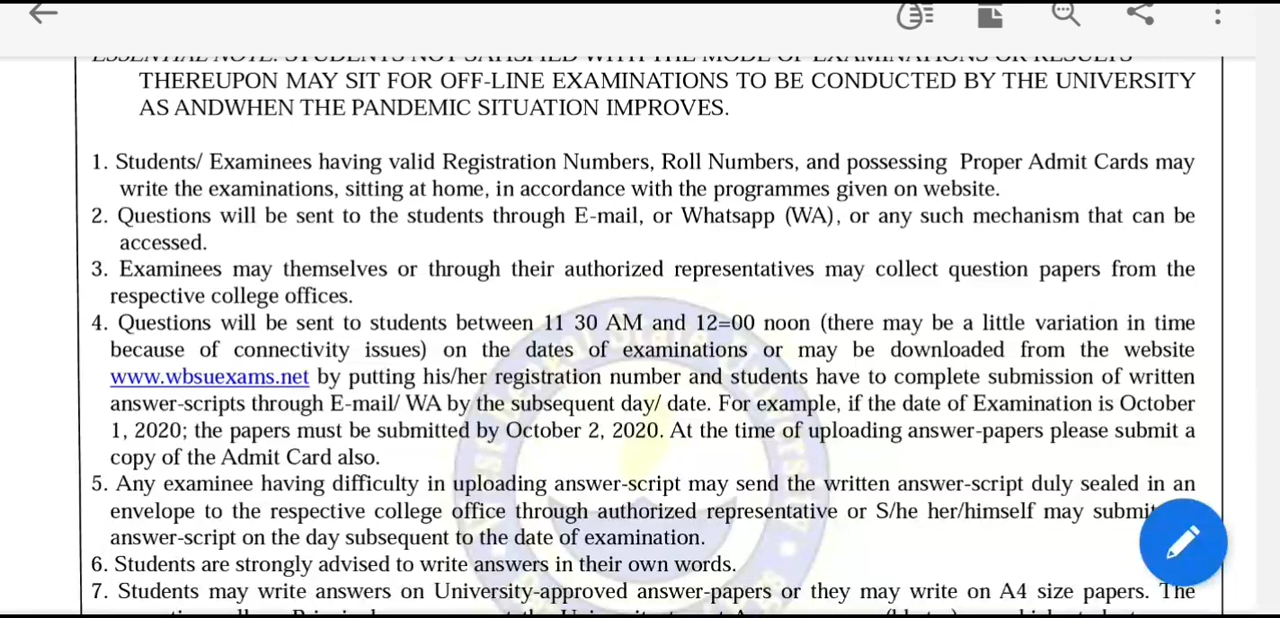 ESSENTIAL NOTE: STUDENTS NOT SATISFIED WITH THE MODE OF EXAMINATIONS OR RESULTS
THEREUPON MAY SIT FOR OFF-LINE EXAMINATIONS TO BE CONDUCTED BY THE UNIVERSITY
AS ANDWHEN THE PANDEMIC SITUATION IMPROVES.
1. Students/ Examinees having valid Registration Numbers, Roll Numbers, and possessing Proper Admit Cards may
write the examinations, sitting at home, in accordance with the programmes given on website.
2. Questions will be sent to the students through E-mail, or Whatsapp (WA), or any such mechanism that can be
accessed.
3. Examinees may themselves or through their authorized representatives may collect question papers from the
respective college offices.
4. Questions will be sent to students between 11 30 AM and 12=00 noon (there may be a little variation in time
because of connectivity issues) on the dates of examinations or may be downloaded from the website
www.wbsuexams.net by putting his/her registration number and students have to complete submission of written
answer-scripts through E-mail/ WA by the subsequent day/ date. For example, if the date of Examination is October
1, 2020; the papers must be submitted by October 2, 2020. At the time of uploading answer-papers please submit a
copy of the Admit Card also.
5. Any examinee having difficulty in uploading answer-script may send the written answer-script duly sealed in an
envelope to the respective college office through authorized representative or S/he her/himself may submit
answer-script on the day subsequent to the date of examination.
6. Students are strongly advised to write answers in their own words.
7. Students may write answers on University-approved answer-papers or they may write on A4 size papers. The